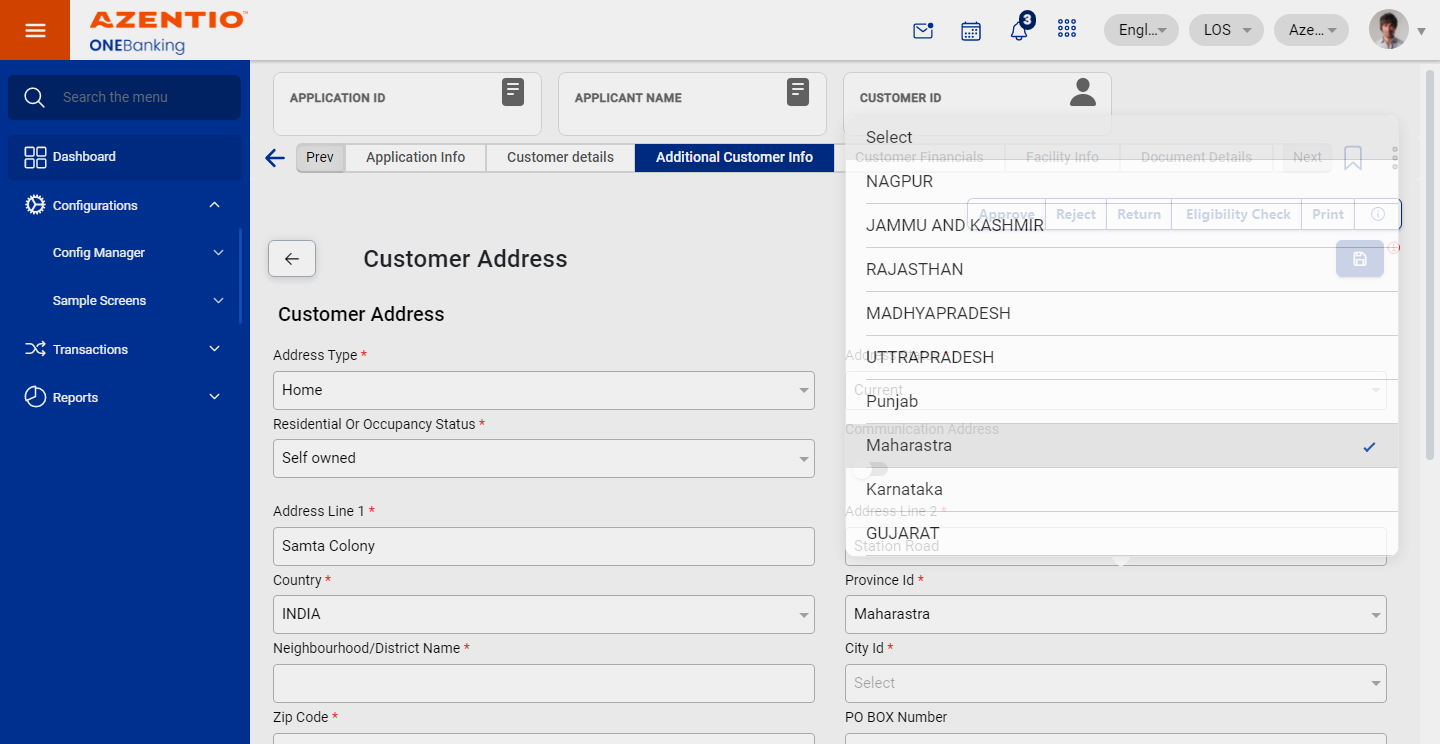 AZENTIO™
ONEBanking
3
Engl...
LOS
Aze...
Search the menu
Dashboard
Configurations
Config Manager
Sample Screens
Transactions
Reports
APPLICATION ID
APPLICANT NAME
CUSTOMER ID
Prev
Application Info
Customer details
Additional Customer Info
Customer Financials
Facility Info
Document Details
Next
Approve
Reject
Return
Eligibility Check
Print
Select
NAGPUR
JAMMU AND KASHMIR
RAJASTHAN
MADHYAPRADESH
UTTRAPRADESH
Punjab
Maharastra
Karnataka
GUJARAT
Customer Address
Customer Address
Address Type *
Home
Current
Residential Or Occupancy Status *
Self owned
Communication Address
Address Line 1 *
Samta Colony
Address Line 2 *
Station Road
Country *
INDIA
Province Id *
Maharastra
Neighbourhood/District Name *
City Id *
Select
Zip Code *
PO BOX Number